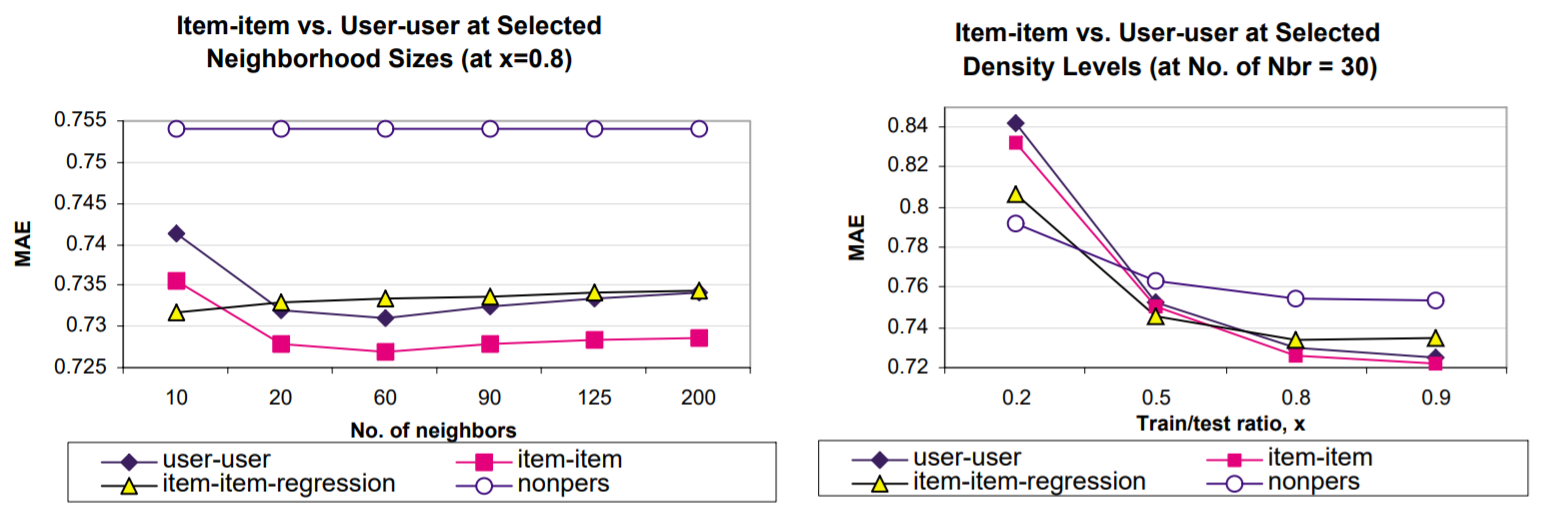 Item-item vs. User-user at Selected
Neighborhood Sizes (at x=0.8)
0.755
0.75
0.745
0.74
0.735
0.73
0.725
MAE
10 20 60 90 125 200
No. of neighbors
user-user item-item
item-item-regression nonpers
Item-item vs. User-user at Selected
Density Levels (at No. of Nbr = 30)
0.84
0.82
0.8
0.78
0.76
0.74
0.72
MAE
0.2 0.5 0.8 0.9
Train/test ratio, x
user-user item-item
item-item-regression nonpers